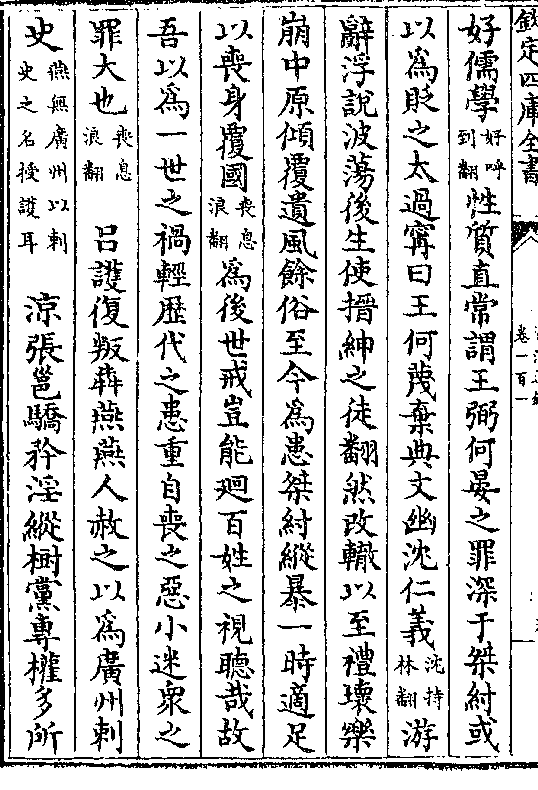 欽定四庫全書
卷一百一
好儒學好呼到翻性質直常謂王弼何晏之罪深于桀紂或
以為貶之太過甯曰王何蔑棄典文幽沈仁義沈持林翻游
辭浮說波蕩後生使搢紳之徒翻然改轍以至禮壞樂
崩中原傾覆遺風餘俗至今為患桀紂縱暴一時適足
以喪身覆國喪息浪翻為後世戒豈能迴百姓之視聽哉故
吾以為一世之禍輕歷代之患重自喪之惡小迷衆之
罪大也喪息浪翻 呂護復叛犇燕燕人赦之以為廣州刺
史燕無廣州以刺史之名授護耳 涼張邕驕矜淫縱樹黨專權多所